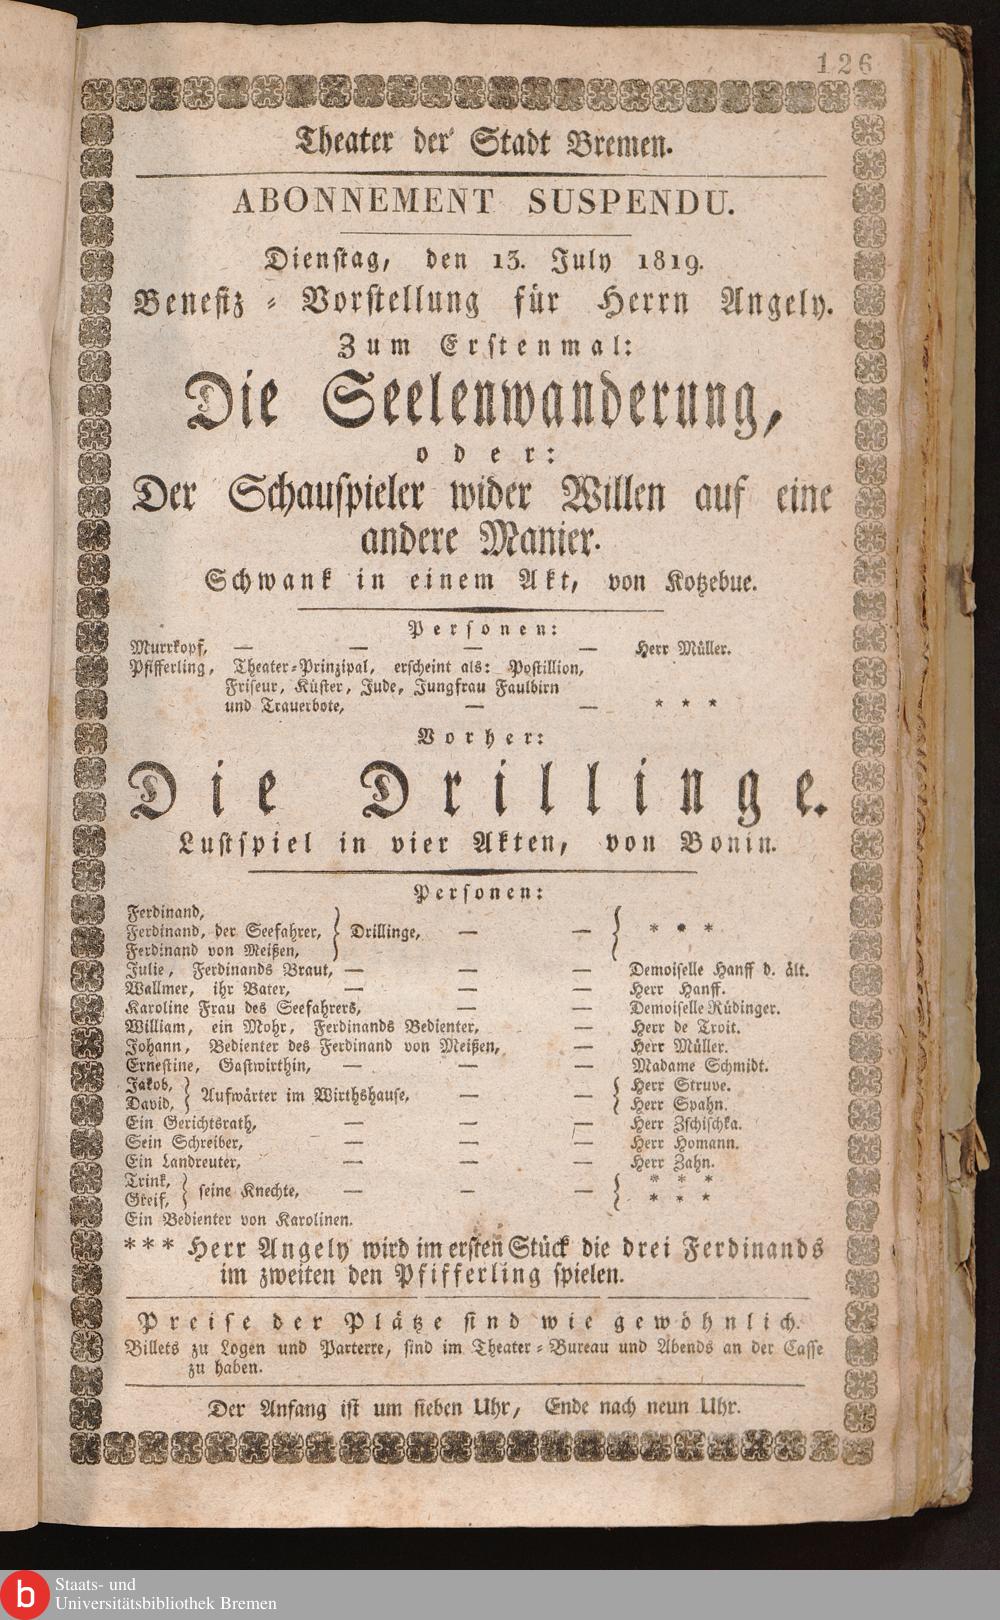 126
Theater der Stadt Bremen.
ABONNEMENT SUSPENDU.
Dienstag, den 13. July 1819.
Benefiz-Vorstellung für Herrn Angely.
Zum Erstenmal:
Die Seelenwanderung,
oder:
Der Schauspieler wider Willen auf eine
andere Manier.
Schwank in einem Akt, von Kotzebue.
Personen:
Murrkopf, — — — — Herr Müller.
Pfifferling, Theater-Prinzipal, erscheint als: Postillion,
Friseur, Küster, Jude, Jungfrau Faulbirn
und Trauerbote, — — * * *
Vorher:
Die Drillinge.
Lustspiel in vier Akten, von Bonin.
Personen:
Ferdinand,
Ferdinand, der Seefahrer, } Drillinge, — — { * * *
Ferdinand von Meißen,
Julie, Ferdinands Braut, — — — Demoiselle Hanff d. ält.
Wallmer, ihr Vater, — — — Herr Hanff.
Karoline Frau des Seefahrers, — — Demoiselle Rüdinger.
William, ein Mohr, Ferdinands Bedienter, — Herr de Troit.
Johann, Bedienter des Ferdinand von Meißen, — Herr Müller.
Ernestine, Gastwirthin, — — — Madame Schmidt.
Jakob, } Aufwärter im Wirthshause, — — { Herr Struve.
David, Herr Spahn.
Ein Gerichtsrath, — — — Herr Zschischka.
Sein Schreiber, — — — Herr Homann.
Ein Landreuter, — — — Herr Zahn.
Trink, } seine Knechte, — — — { * * *
Greif, * * *
Ein Bedienter von Karolinen.
*** Herr Angely wird im ersten Stück die drei Ferdinands
im zweiten den Pfifferling spielen.
Preise der Plätze sind wie gewöhnlich.
Billets zu Logen und Parterre, sind im Theater-Bureau und Abends an der Casse
zu haben.
Der Anfang ist um sieben Uhr, Ende nach neun Uhr.
b
Staats- und
Universitätsbibliothek Bremen